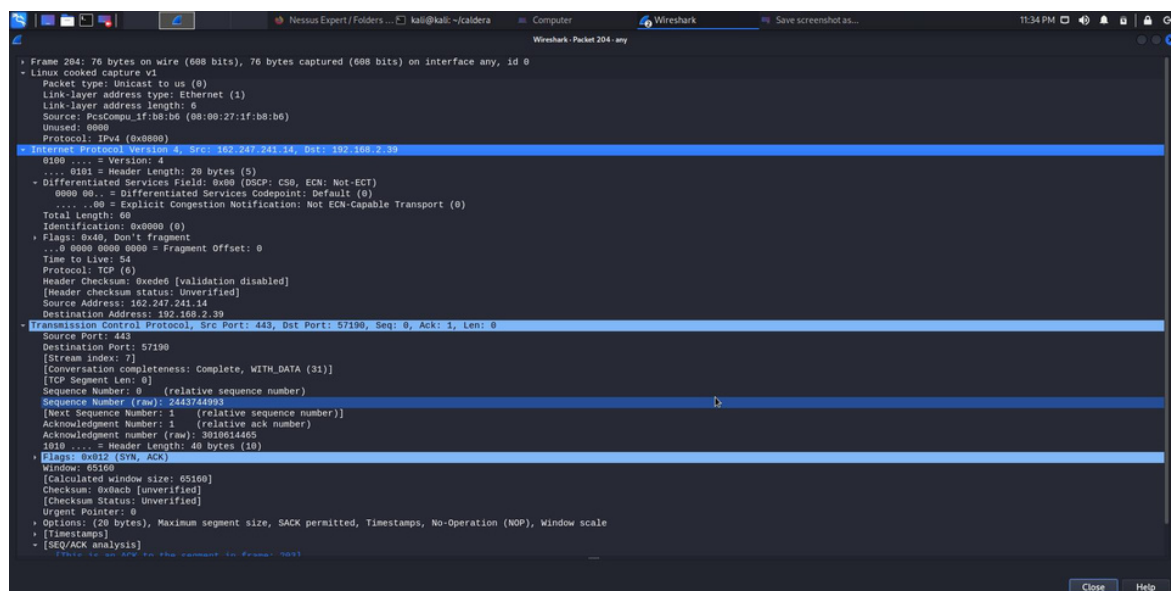 Nessus Expert / Folders ...
kali@kali: ~/caldera
Computer
Wireshark
Save screenshot as...
11:34 PM
Wireshark · Packet 204 · any
Frame 204: 76 bytes on wire (608 bits), 76 bytes captured (608 bits) on interface any, id 0
Linux cooked capture v1
Packet type: Unicast to us (0)
Link-layer address type: Ethernet (1)
Link-layer address length: 6
Source: PcsCompu_1f:b8:b6 (08:00:27:1f:b8:b6)
Unused: 0000
Protocol: IPv4 (0x0800)
Internet Protocol Version 4, Src: 162.247.241.14, Dst: 192.168.2.39
0100 .... = Version: 4
.... 0101 = Header Length: 20 bytes (5)
Differentiated Services Field: 0x00 (DSCP: CS0, ECN: Not-ECT)
0000 00.. = Differentiated Services Codepoint: Default (0)
.... ..00 = Explicit Congestion Notification: Not ECN-Capable Transport (0)
Total Length: 60
Identification: 0x0000 (0)
Flags: 0x40, Don't fragment
...0 0000 0000 0000 = Fragment Offset: 0
Time to Live: 54
Protocol: TCP (6)
Header Checksum: 0xede6 [validation disabled]
[Header checksum status: Unverified]
Source Address: 162.247.241.14
Destination Address: 192.168.2.39
Transmission Control Protocol, Src Port: 443, Dst Port: 57190, Seq: 0, Ack: 1, Len: 0
Source Port: 443
Destination Port: 57190
[Stream index: 7]
[Conversation completeness: Complete, WITH_DATA (31)]
[TCP Segment Len: 0]
Sequence Number: 0 (relative sequence number)
Sequence Number (raw): 2443744993
[Next Sequence Number: 1 (relative sequence number)]
Acknowledgment Number: 1 (relative ack number)
Acknowledgment number (raw): 3010614465
1010 .... = Header Length: 40 bytes (10)
Flags: 0x012 (SYN, ACK)
Window: 65160
[Calculated window size: 65160]
Checksum: 0x0acb [unverified]
[Checksum Status: Unverified]
Urgent Pointer: 0
Options: (20 bytes), Maximum segment size, SACK permitted, Timestamps, No-Operation (NOP), Window scale
[Timestamps]
[SEQ/ACK analysis]
[This is an ACK to the segment in frame: 203]
Close
Help